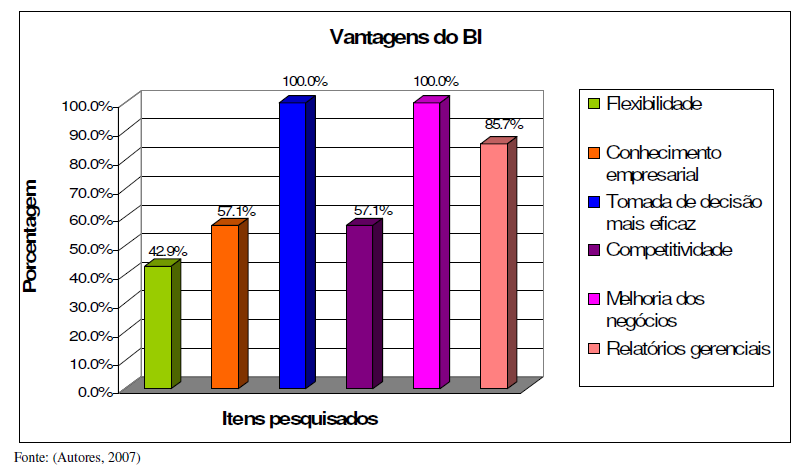 Vantagens do BI
Porcentagem
100.0%
90.0%
80.0%
70.0%
60.0%
50.0%
40.0%
30.0%
20.0%
10.0%
0.0%
42.9%
57.1%
100.0%
57.1%
100.0%
85.7%
Itens pesquisados
Flexibilidade
Conhecimento
empresarial
Tomada de decisão
mais eficaz
Competitividade
Melhoria dos
negócios
Relatórios gerenciais
Fonte: (Autores, 2007)